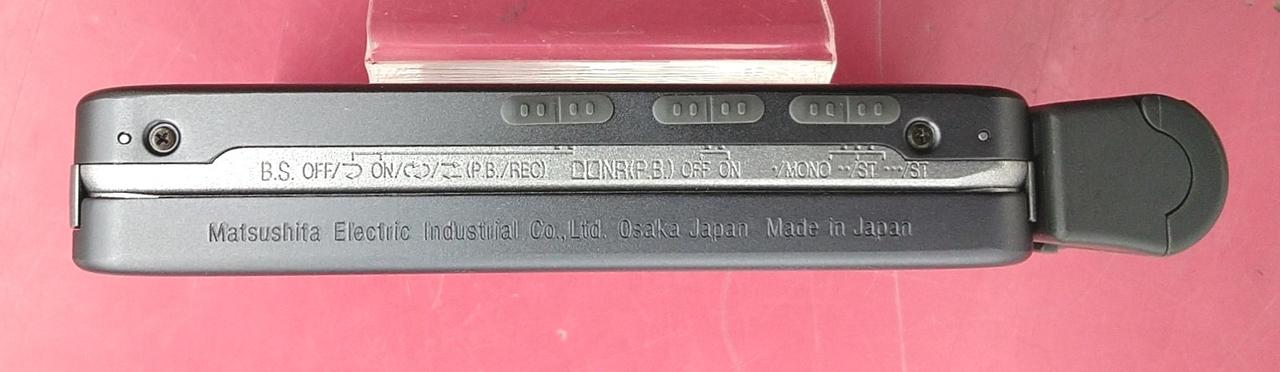 B.S. OFF/⮌ ON/⊂⊃/⇄ (P.B./REC) ▯▯NR(P.B.) OFF ON ·/MONO ··/ST ···/ST
Matsushita Electric Industrial Co.,Ltd. Osaka Japan Made in Japan